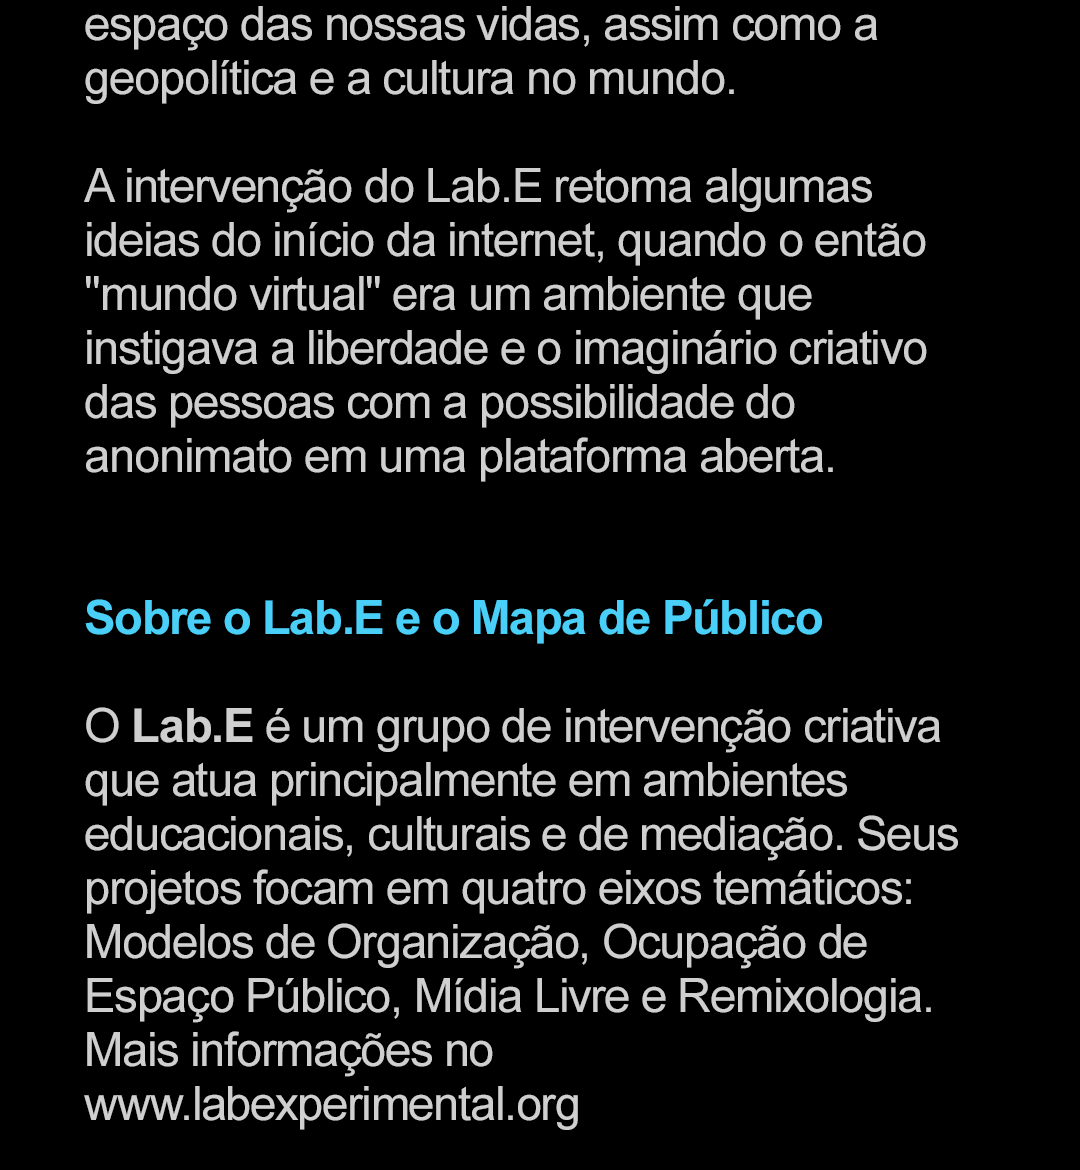 espaço das nossas vidas, assim como a
geopolítica e a cultura no mundo.
A intervenção do Lab.E retoma algumas
ideias do início da internet, quando o então
"mundo virtual" era um ambiente que
instigava a liberdade e o imaginário criativo
das pessoas com a possibilidade do
anonimato em uma plataforma aberta.
Sobre o Lab.E e o Mapa de Público
O Lab.E é um grupo de intervenção criativa
que atua principalmente em ambientes
educacionais, culturais e de mediação. Seus
projetos focam em quatro eixos temáticos:
Modelos de Organização, Ocupação de
Espaço Público, Mídia Livre e Remixologia.
Mais informações no
www.labexperimental.org